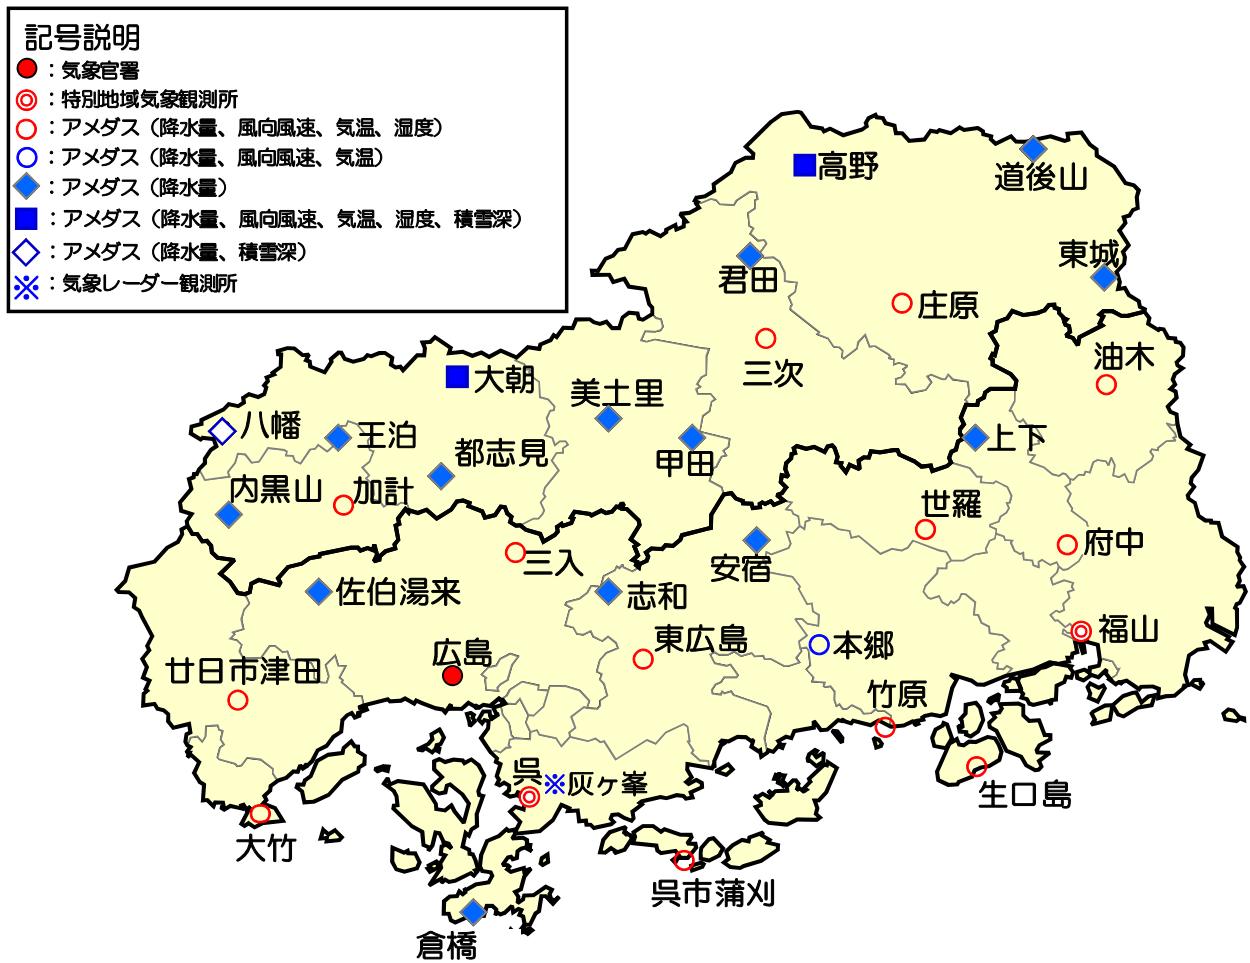 記号説明
：気象官署
：特別地域気象観測所
：アメダス（降水量、風向風速、気温、湿度）
：アメダス（降水量、風向風速、気温）
：アメダス（降水量）
：アメダス（降水量、風向風速、気温、湿度、積雪深）
：アメダス（降水量、積雪深）
：気象レーダー観測所
高野
道後山
東城
君田
庄原
三次
油木
大朝
美土里
八幡
王泊
都志見
甲田
上下
内黒山
加計
世羅
府中
三入
安宿
佐伯湯来
志和
福山
東広島
本郷
広島
廿日市津田
竹原
呉
灰ヶ峯
生口島
大竹
呉市蒲刈
倉橋